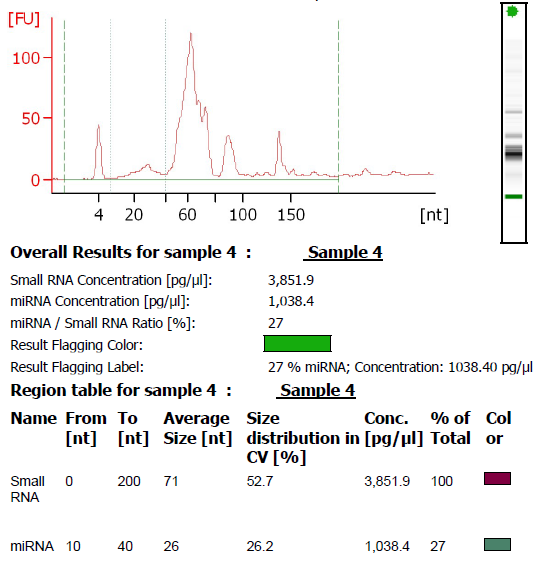 [FU]
100
50
0
4 20 60 100 150 [nt]
Overall Results for sample 4 : Sample 4
Small RNA Concentration [pg/µl]: 3,851.9
miRNA Concentration [pg/µl]: 1,038.4
miRNA / Small RNA Ratio [%]: 27
Result Flagging Color:
Result Flagging Label: 27 % miRNA; Concentration: 1038.40 pg/µl
Region table for sample 4 : Sample 4
Name From To Average Size Conc. % of Col
[nt] [nt] Size [nt] distribution in [pg/µl] Total or
CV [%]
Small 0 200 71 52.7 3,851.9 100
RNA
miRNA 10 40 26 26.2 1,038.4 27